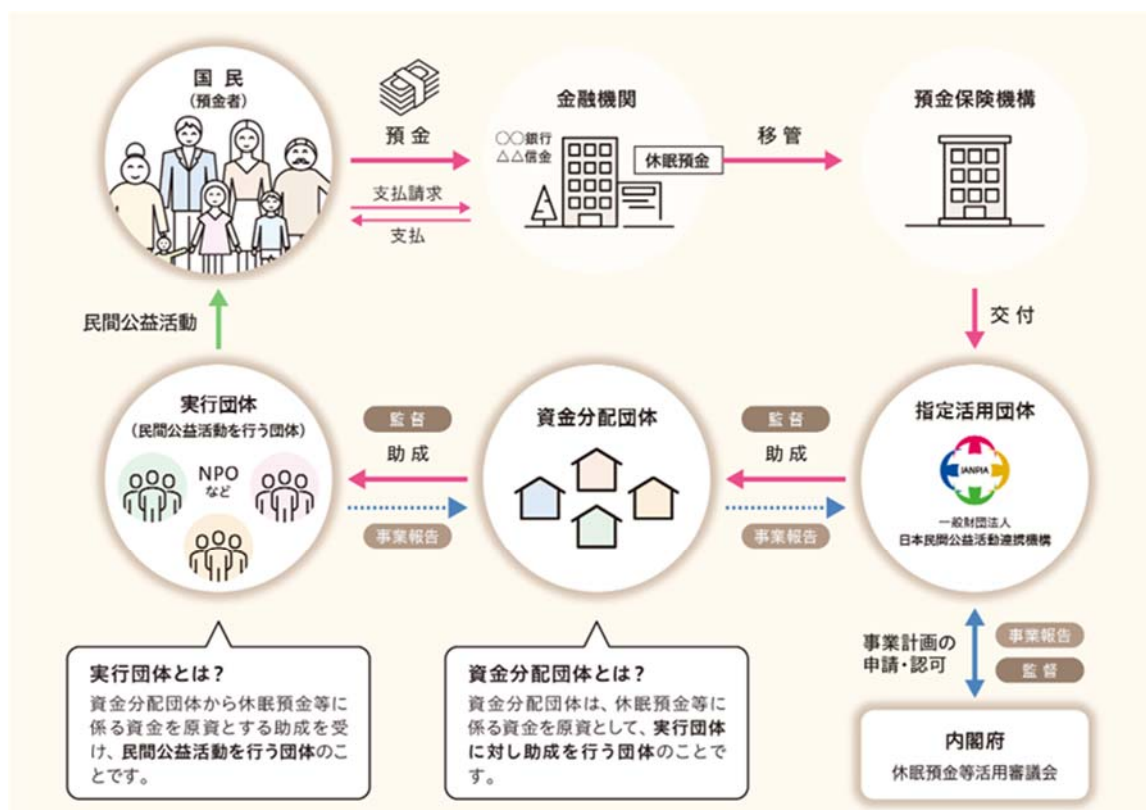 国民
(預金者)
預金
支払請求
支払
金融機関
〇〇銀行
△△信金
休眠預金
移管
預金保険機構
交付
民間公益活動
実行団体
(民間公益活動を行う団体)
NPO
など
監督
助成
事業報告
資金分配団体
監督
助成
事業報告
指定活用団体
JANPIA
一般財団法人
日本民間公益活動連携機構
実行団体とは?
資金分配団体から休眠預金等に
係る資金を原資とする助成を受
け、民間公益活動を行う団体のこ
とです。
資金分配団体とは?
資金分配団体は、休眠預金等に
係る資金を原資として、実行団体
に対し助成を行う団体のことで
す。
事業計画の
申請・認可
事業報告
監督
内閣府
休眠預金等活用審議会